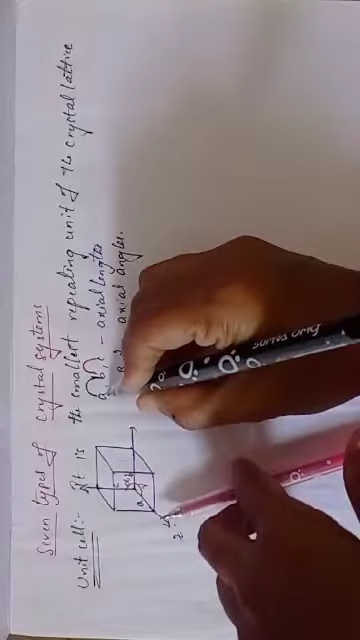 Seven types of crystal systems
Unit cell:- It is the smallest repeating unit of the crystal lattice
a, b, c - axial lengths
axial angles.
a
z